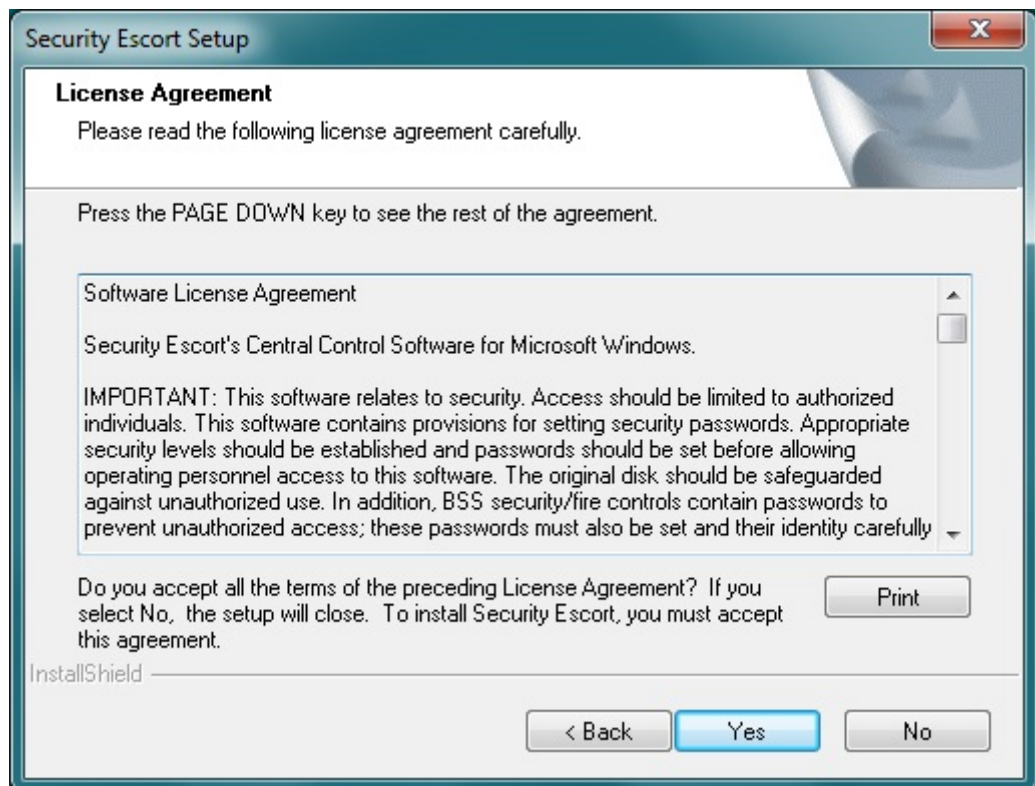 Security Escort Setup
License Agreement
Please read the following license agreement carefully.
Press the PAGE DOWN key to see the rest of the agreement.
Software License Agreement
Security Escort's Central Control Software for Microsoft Windows.
IMPORTANT: This software relates to security. Access should be limited to authorized
individuals. This software contains provisions for setting security passwords. Appropriate
security levels should be established and passwords should be set before allowing
operating personnel access to this software. The original disk should be safeguarded
against unauthorized use. In addition, BSS security/fire controls contain passwords to
prevent unauthorized access; these passwords must also be set and their identity carefully
Do you accept all the terms of the preceding License Agreement? If you
select No, the setup will close. To install Security Escort, you must accept
this agreement.
Print
InstallShield
< Back
Yes
No